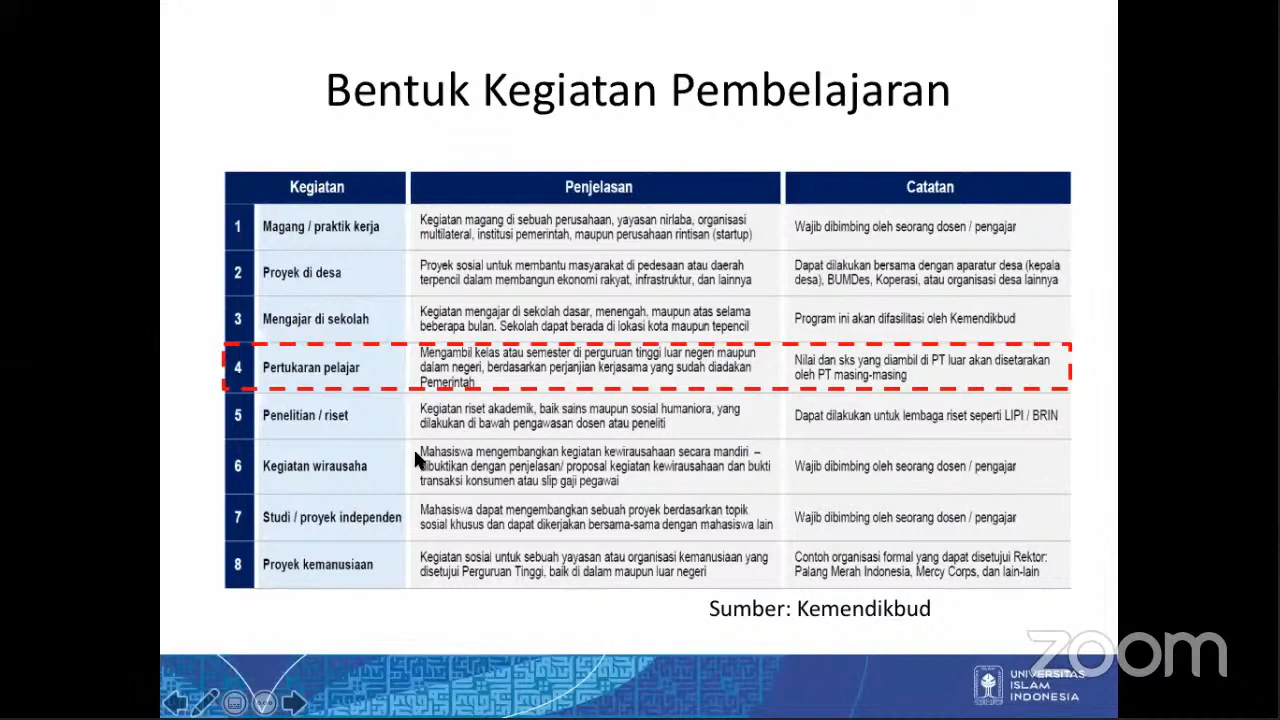 Bentuk Kegiatan Pembelajaran
Kegiatan Penjelasan Catatan
1 Magang / praktik kerja
Kegiatan magang di sebuah perusahaan, yayasan nirlaba, organisasi
multilateral, institusi pemerintah, maupun perusahaan rintisan (startup)
Wajib dibimbing oleh seorang dosen / pengajar
2 Proyek di desa
Proyek sosial untuk membantu masyarakat di pedesaan atau daerah
terpencil dalam membangun ekonomi rakyat, infrastruktur, dan lainnya
Dapat dilakukan bersama dengan aparatur desa (kepala
desa), BUMDes, Koperasi, atau organisasi desa lainnya
3 Mengajar di sekolah
Kegiatan mengajar di sekolah dasar, menengah, maupun atas selama
beberapa bulan. Sekolah dapat berada di lokasi kota maupun tepencil
Program ini akan difasilitasi oleh Kemendikbud
4 Pertukaran pelajar
Mengambil kelas atau semester di perguruan tinggi luar negeri maupun
dalam negeri, berdasarkan perjanjian kerjasama yang sudah diadakan
Pemerintah
Nilai dan sks yang diambil di PT luar akan disetarakan
oleh PT masing-masing
5 Penelitian / riset
Kegiatan riset akademik, baik sains maupun sosial humaniora, yang
dilakukan di bawah pengawasan dosen atau peneliti
Dapat dilakukan untuk lembaga riset seperti LIPI / BRIN
6 Kegiatan wirausaha
Mahasiswa mengembangkan kegiatan kewirausahaan secara mandiri –
dibuktikan dengan penjelasan/ proposal kegiatan kewirausahaan dan bukti
transaksi konsumen atau slip gaji pegawai
Wajib dibimbing oleh seorang dosen / pengajar
7 Studi / proyek independen
Mahasiswa dapat mengembangkan sebuah proyek berdasarkan topik
sosial khusus dan dapat dikerjakan bersama-sama dengan mahasiswa lain
Wajib dibimbing oleh seorang dosen / pengajar
8 Proyek kemanusiaan
Kegiatan sosial untuk sebuah yayasan atau organisasi kemanusiaan yang
disetujui Perguruan Tinggi, baik di dalam maupun luar negeri
Contoh organisasi formal yang dapat disetujui Rektor:
Palang Merah Indonesia, Mercy Corps, dan lain-lain
Sumber: Kemendikbud
zoom
UNIVERSITAS
ISLAM
INDONESIA